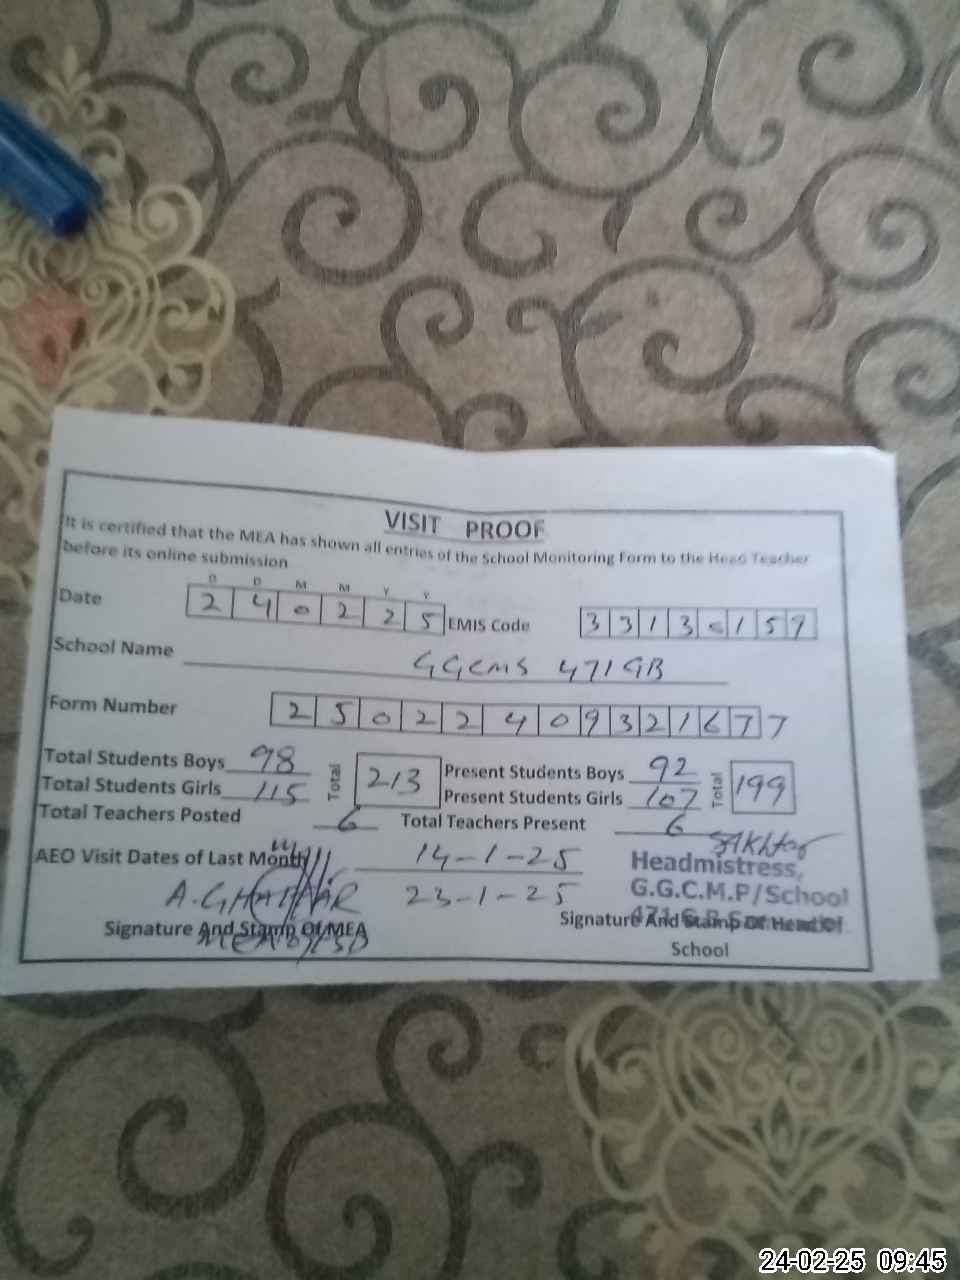 VISIT PROOF
It is certified that the MEA has shown all entries of the School Monitoring Form to the Head Teacher
before its online submission
D D M M Y Y
Date 2 4 0 2 2 5 EMIS Code 3 3 1 3 0 1 5 9
School Name GGCMS 471GB
Form Number 2 5 0 2 2 4 0 9 3 2 1 6 7 7
Total Students Boys 98 Total 213 Present Students Boys 92 Total 199
Total Students Girls 115 Present Students Girls 107
Total Teachers Posted 6 Total Teachers Present 6
AEO Visit Dates of Last Month 14-1-25
23-1-25
A.GHAFFAR
SAkhtar
Headmistress,
G.G.C.M.P/School
471 G.B
Signature And Stamp Of MEA
Signature And Stamp Of Head Of
School
24-02-25 09:45